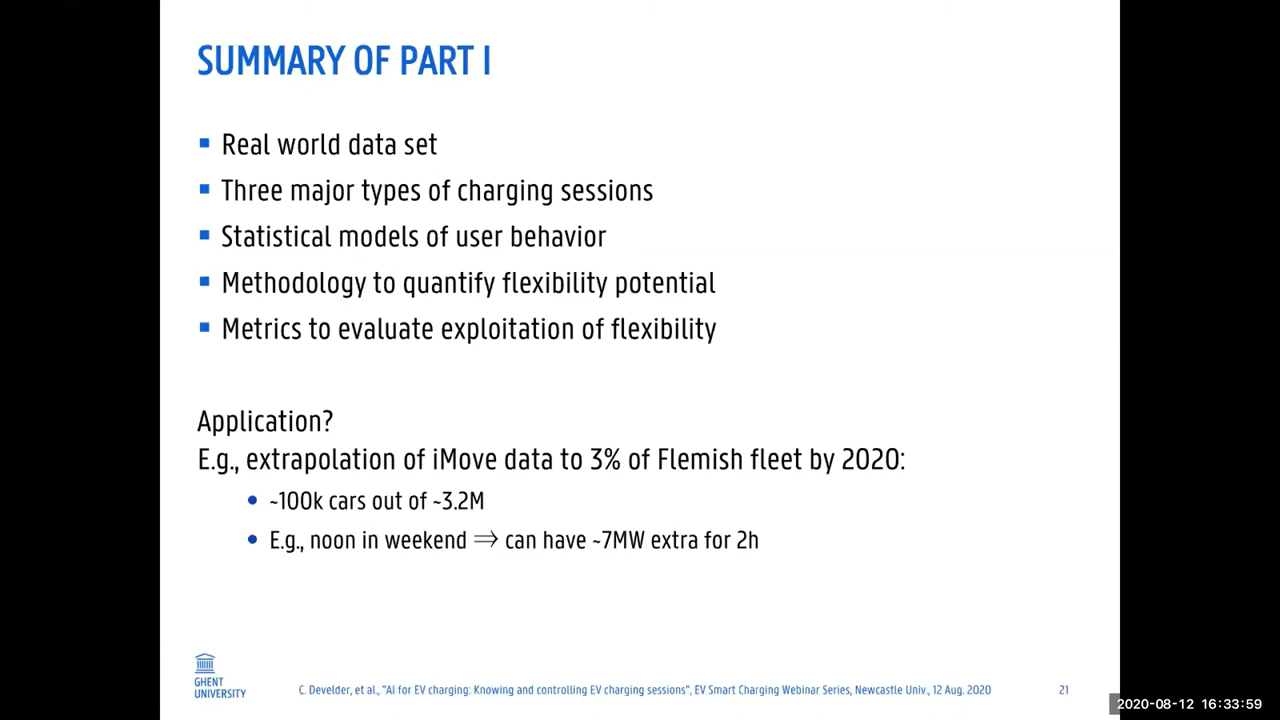 SUMMARY OF PART I
Real world data set
Three major types of charging sessions
Statistical models of user behavior
Methodology to quantify flexibility potential
Metrics to evaluate exploitation of flexibility
Application?
E.g., extrapolation of iMove data to 3% of Flemish fleet by 2020:
~100k cars out of ~3.2M
E.g., noon in weekend ⇒ can have ~7MW extra for 2h
GHENT
UNIVERSITY
C. Develder, et al., "AI for EV charging: Knowing and controlling EV charging sessions", EV Smart Charging Webinar Series, Newcastle Univ., 12 Aug. 2020
21
2020-08-12 16:33:59